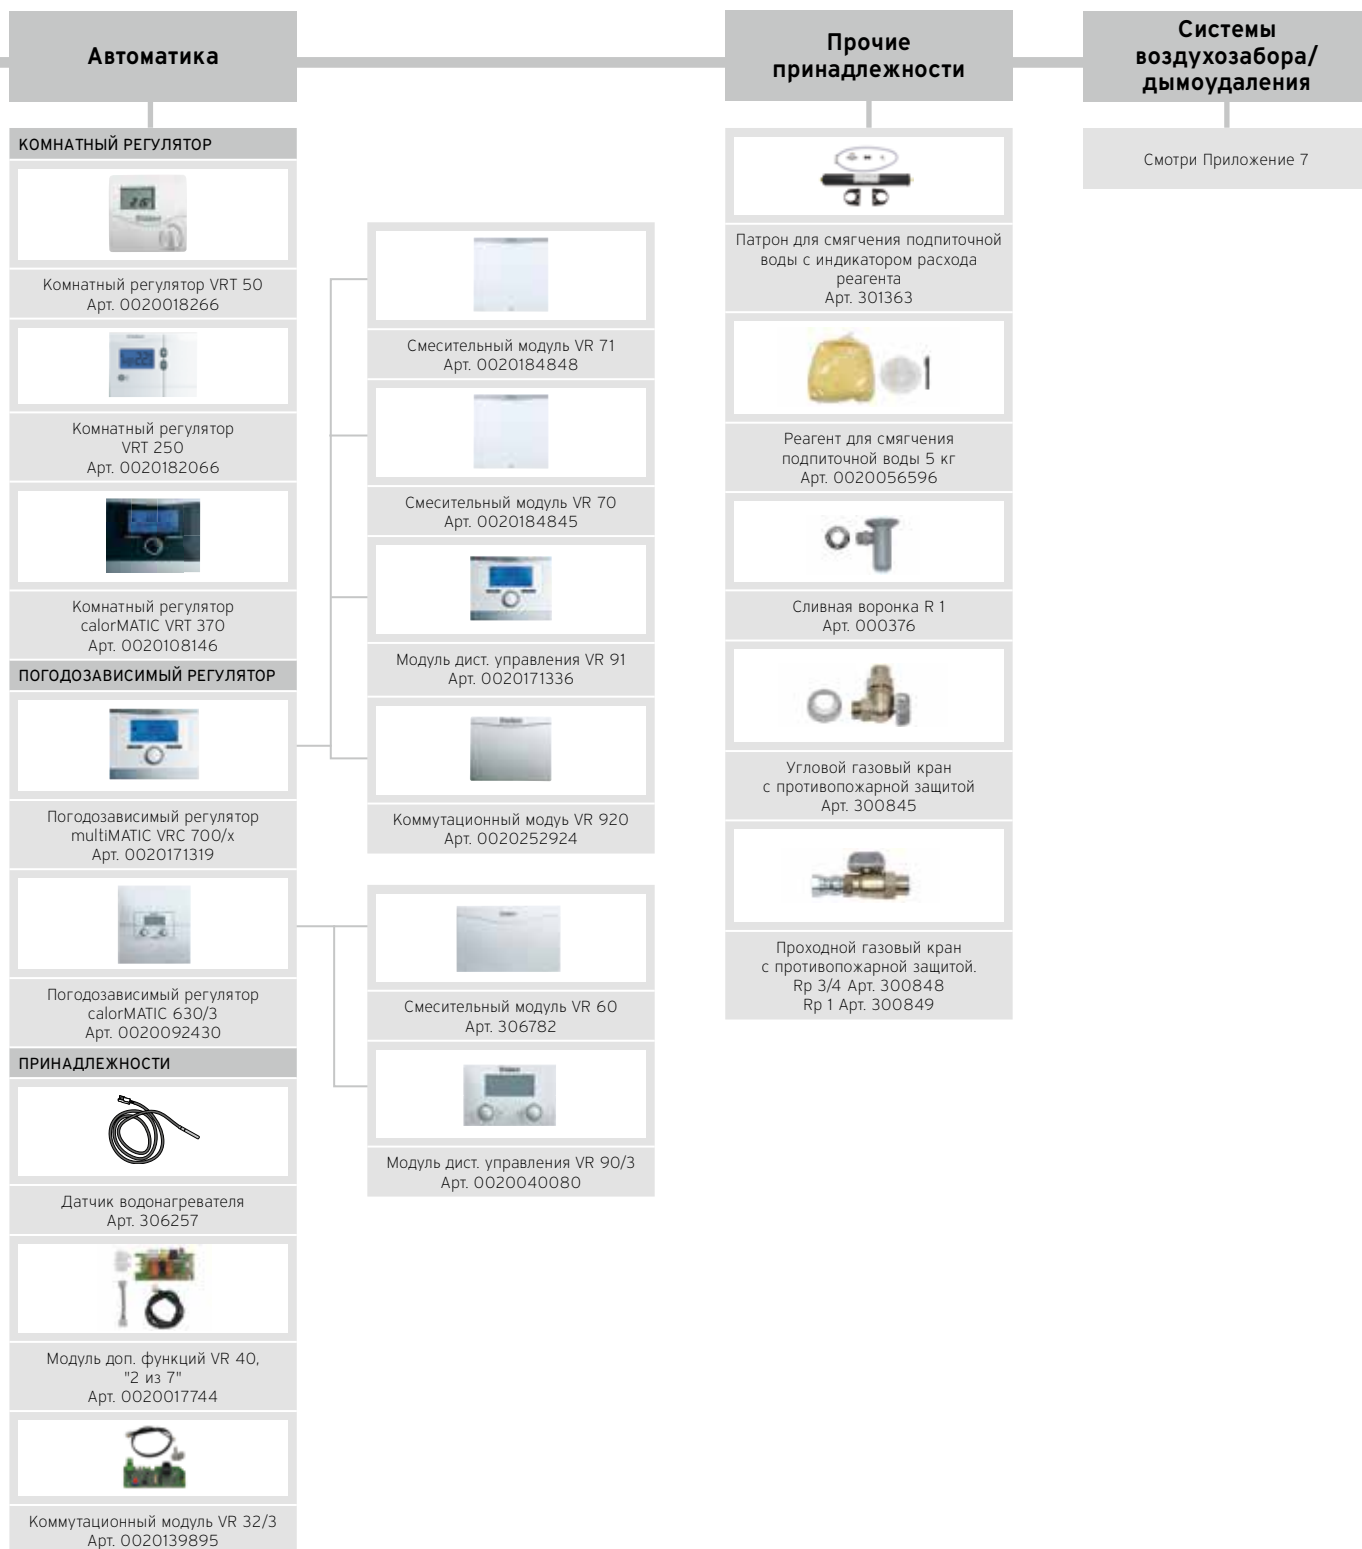 Автоматика
КОМНАТНЫЙ РЕГУЛЯТОР
Комнатный регулятор VRT 50
Арт. 0020018266
Комнатный регулятор
VRT 250
Арт. 0020182066
Комнатный регулятор
calorMATIC VRT 370
Арт. 0020108146
ПОГОДОЗАВИСИМЫЙ РЕГУЛЯТОР
Погодозависимый регулятор
multiMATIC VRC 700/x
Арт. 0020171319
Погодозависимый регулятор
calorMATIC 630/3
Арт. 0020092430
ПРИНАДЛЕЖНОСТИ
Датчик водонагревателя
Арт. 306257
Модуль доп. функций VR 40,
"2 из 7"
Арт. 0020017744
Коммутационный модуль VR 32/3
Арт. 0020139895
Смесительный модуль VR 71
Арт. 0020184848
Смесительный модуль VR 70
Арт. 0020184845
Модуль дист. управления VR 91
Арт. 0020171336
Коммутационный модуь VR 920
Арт. 0020252924
Смесительный модуль VR 60
Арт. 306782
Модуль дист. управления VR 90/3
Арт. 0020040080
Прочие
принадлежности
Патрон для смягчения подпиточной
воды с индикатором расхода
реагента
Арт. 301363
Реагент для смягчения
подпиточной воды 5 кг
Арт. 0020056596
Сливная воронка R 1
Арт. 000376
Угловой газовый кран
с противопожарной защитой
Арт. 300845
Проходной газовый кран
с противопожарной защитой.
Rp 3/4 Арт. 300848
Rp 1 Арт. 300849
Системы
воздухозабора/
дымоудаления
Смотри Приложение 7